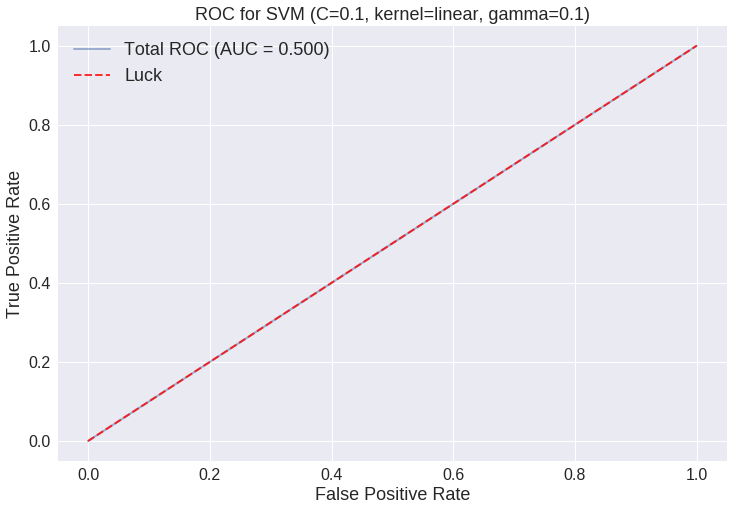 ROC for SVM (C=0.1, kernel=linear, gamma=0.1)
Total ROC (AUC = 0.500)
Luck
True Positive Rate
1.0
0.8
0.6
0.4
0.2
0.0
0.0 0.2 0.4 0.6 0.8 1.0
False Positive Rate